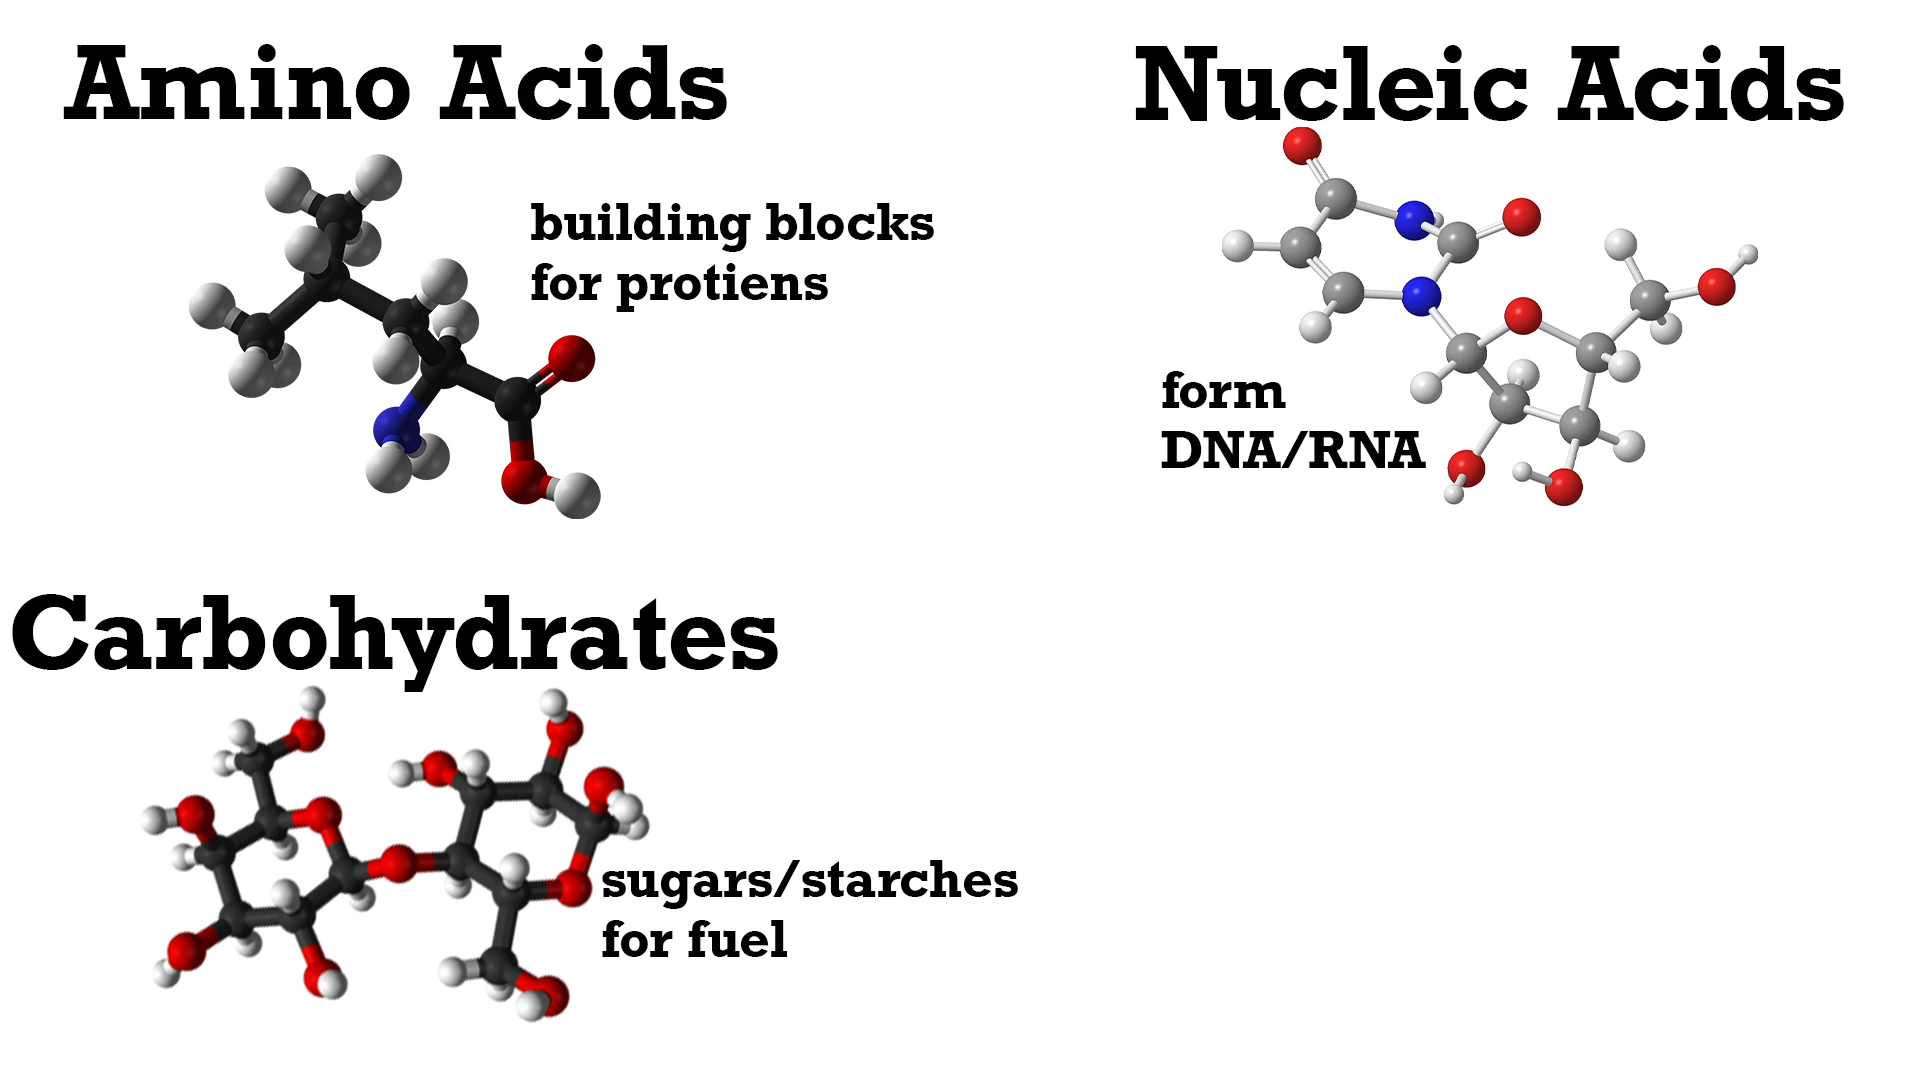 Amino Acids
building blocks
for protiens
Nucleic Acids
form
DNA/RNA
Carbohydrates
sugars/starches
for fuel